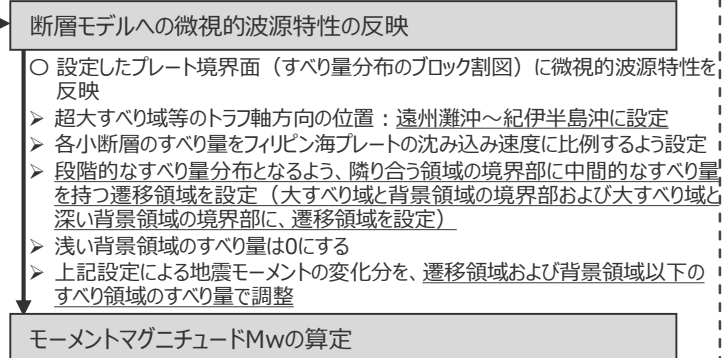 断層モデルへの微視的波源特性の反映
○ 設定したプレート境界面（すべり量分布のブロック割図）に微視的波源特性を
反映
➢ 超大すべり域等のトラフ軸方向の位置：遠州灘沖～紀伊半島沖に設定
➢ 各小断層のすべり量をフィリピン海プレートの沈み込み速度に比例するよう設定
➢ 段階的なすべり量分布となるよう、隣り合う領域の境界部に中間的なすべり量
を持つ遷移領域を設定（大すべり域と背景領域の境界部および大すべり域と
深い背景領域の境界部に、遷移領域を設定）
➢ 浅い背景領域のすべり量は0にする
➢ 上記設定による地震モーメントの変化分を、遷移領域および背景領域以下の
すべり領域のすべり量で調整
モーメントマグニチュードMwの算定